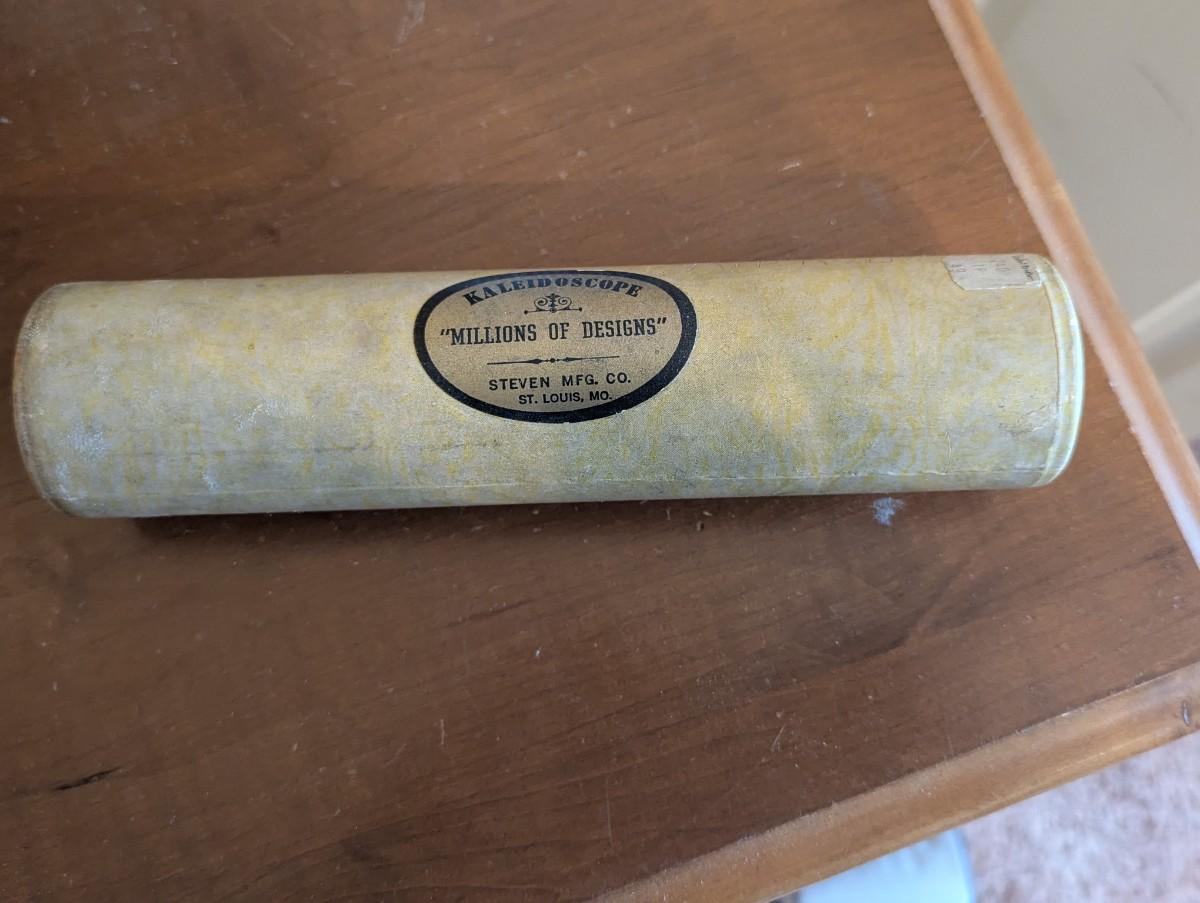 KALEIDOSCOPE
"MILLIONS OF DESIGNS"
STEVEN MFG. CO.
ST. LOUIS, MO.